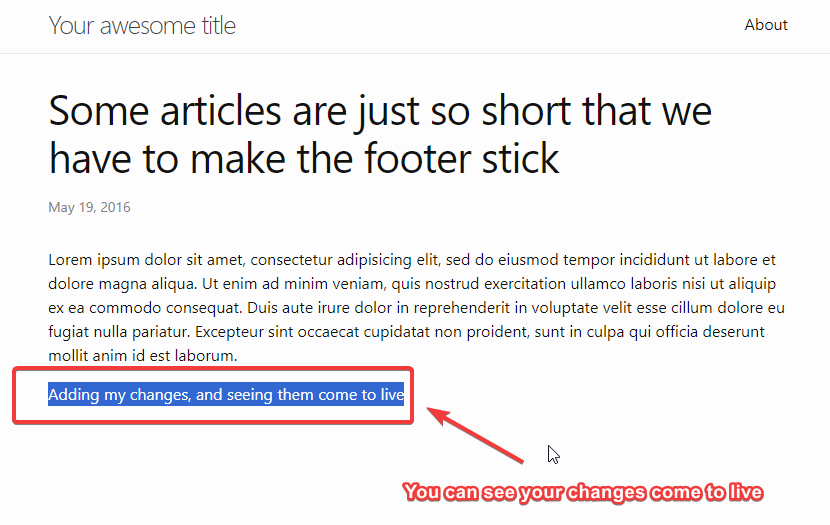 Your awesome title
About
Some articles are just so short that we
have to make the footer stick
May 19, 2016
Lorem ipsum dolor sit amet, consectetur adipisicing elit, sed do eiusmod tempor incididunt ut labore et
dolore magna aliqua. Ut enim ad minim veniam, quis nostrud exercitation ullamco laboris nisi ut aliquip
ex ea commodo consequat. Duis aute irure dolor in reprehenderit in voluptate velit esse cillum dolore eu
fugiat nulla pariatur. Excepteur sint occaecat cupidatat non proident, sunt in culpa qui officia deserunt
mollit anim id est laborum.
Adding my changes, and seeing them come to live
You can see your changes come to live